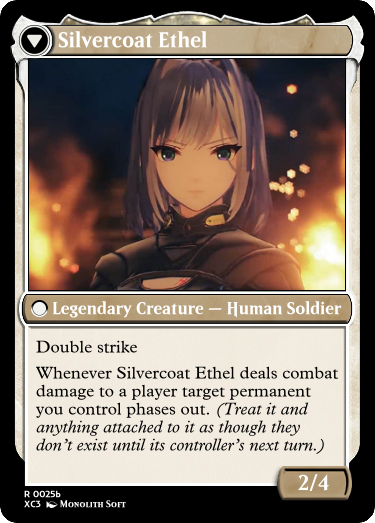 Silvercoat Ethel
Legendary Creature — Human Soldier
Double strike
Whenever Silvercoat Ethel deals combat
damage to a player target permanent
you control phases out. (Treat it and
anything attached to it as though they
don't exist until its controller's next turn.)
2/4
R 0025b
XC3 Monolith Soft